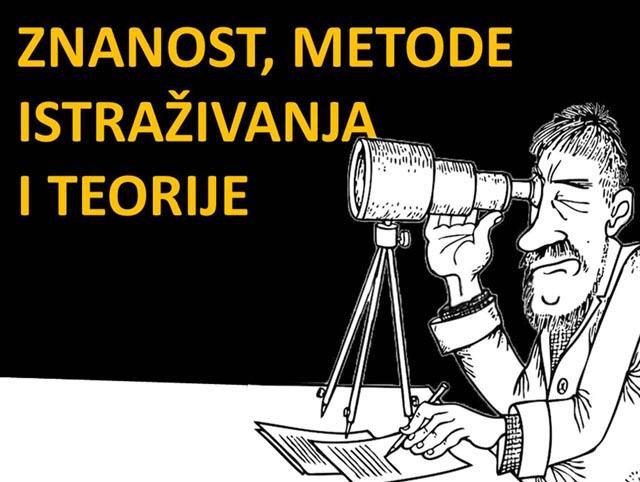 ZNANOST, METODE
ISTRAŽIVANJA
I TEORIJE